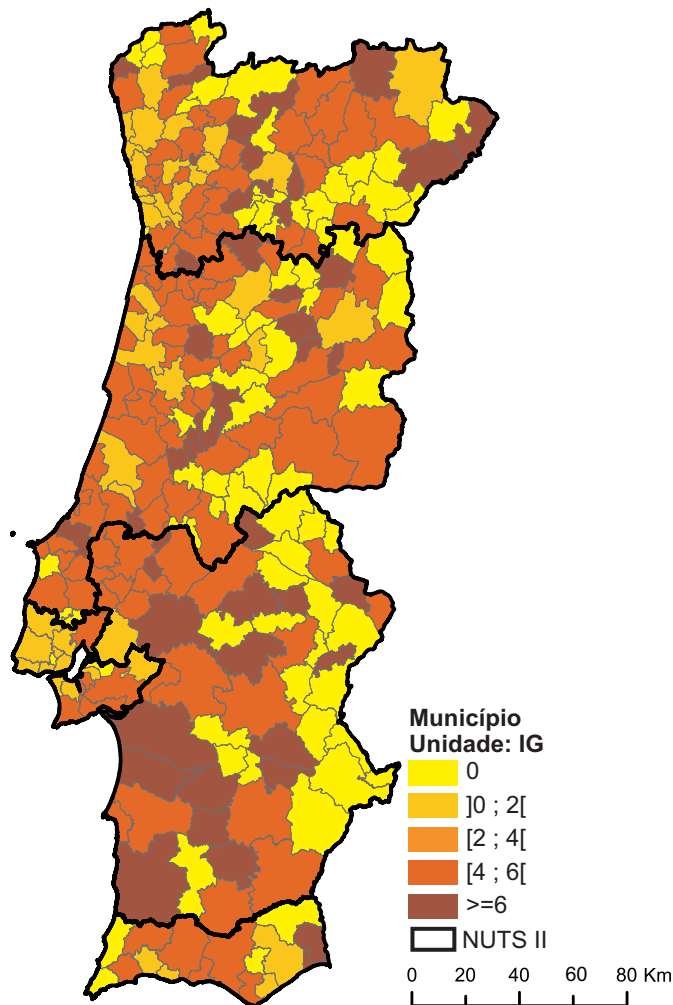 Município
Unidade: IG
0
]0 ; 2[
[2 ; 4[
[4 ; 6[
>=6
NUTS II
0 20 40 60 80 Km